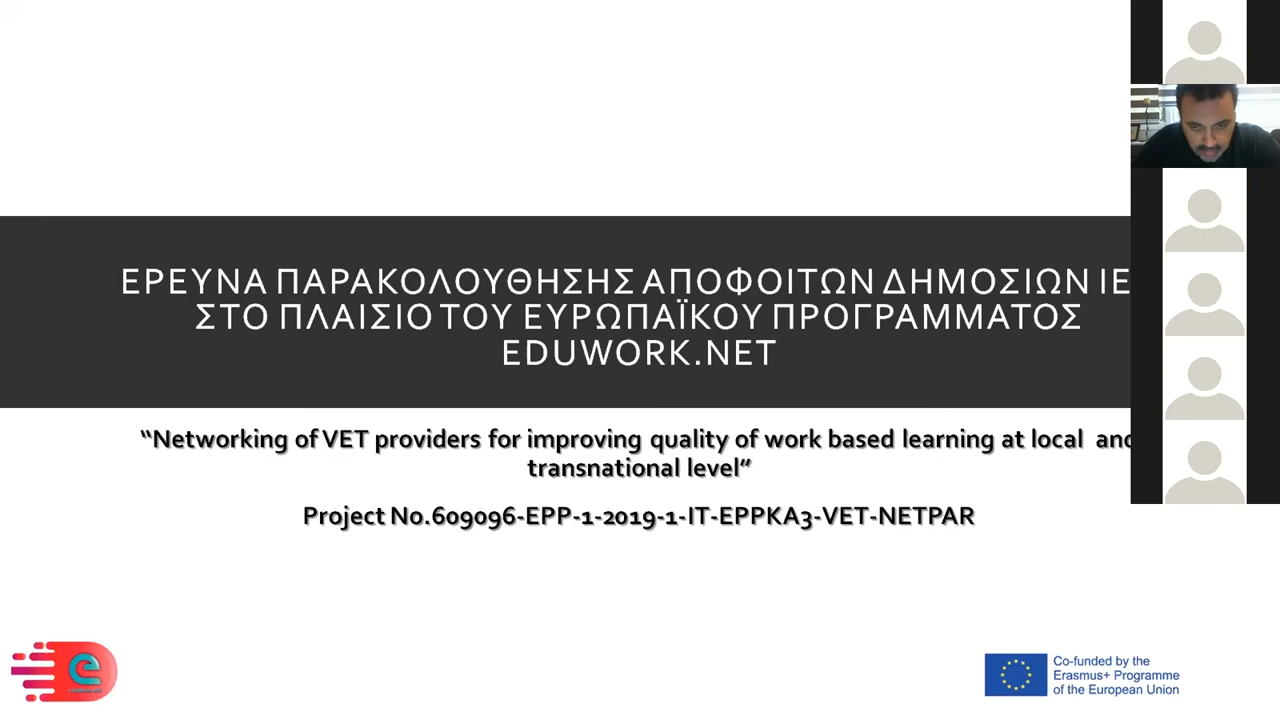 ΕΡΕΥΝΑ ΠΑΡΑΚΟΛΟΥΘΗΣΗΣ ΑΠΟΦΟΙΤΩΝ ΔΗΜΟΣΙΩΝ ΙΕ
ΣΤΟ ΠΛΑΙΣΙΟ ΤΟΥ ΕΥΡΩΠΑΪΚΟΥ ΠΡΟΓΡΑΜΜΑΤΟΣ
EDUWORK.NET
“Networking of VET providers for improving quality of work based learning at local and
transnational level”
Project No.609096-EPP-1-2019-1-IT-EPPKA3-VET-NETPAR
Co-funded by the
Erasmus+ Programme
of the European Union